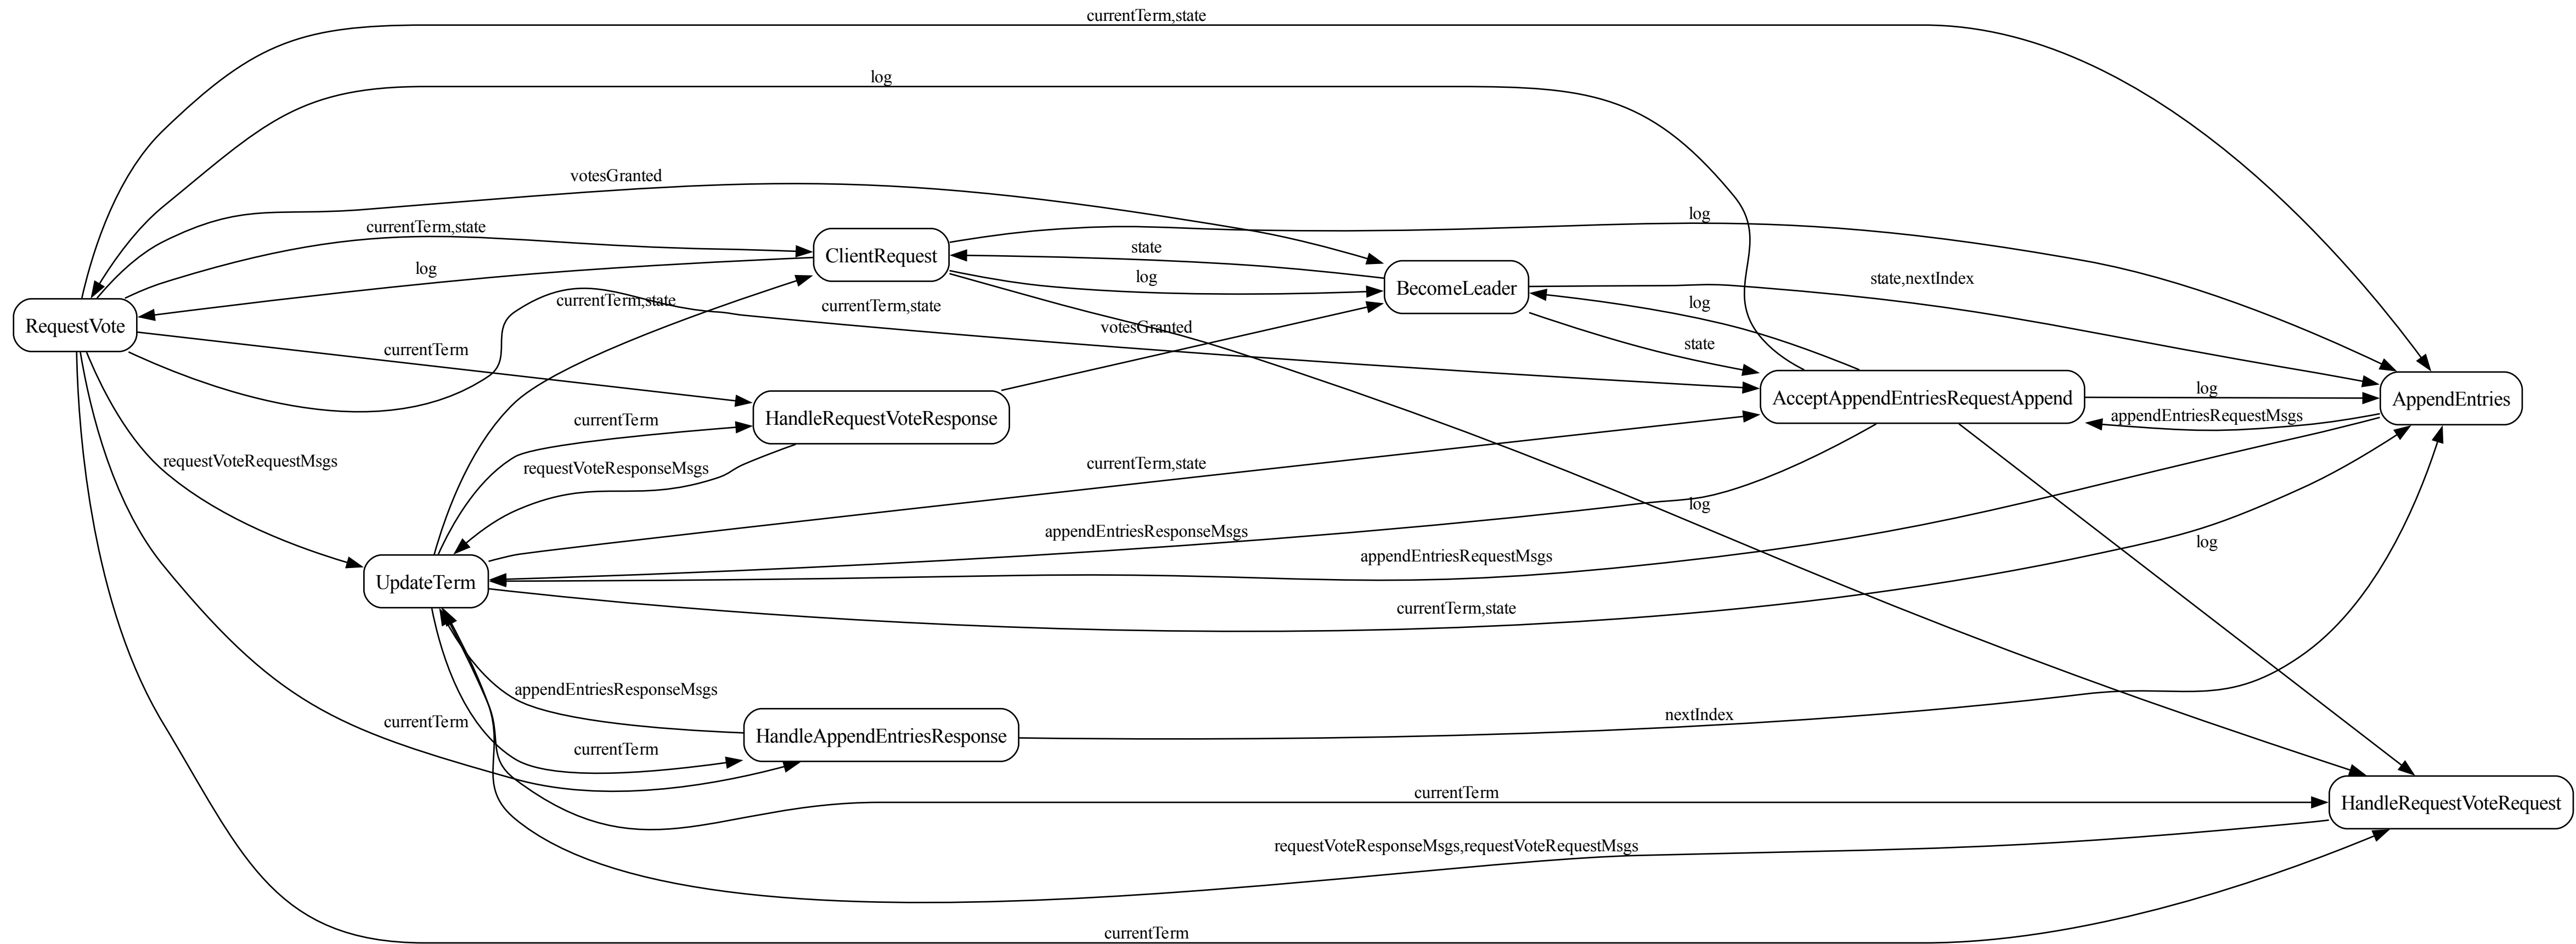 currentTerm,state
log
votesGranted
currentTerm,state
log
ClientRequest
state
log
log
BecomeLeader
state,nextIndex
currentTerm,state
currentTerm,state
log
RequestVote
votesGranted
currentTerm
state
AcceptAppendEntriesRequestAppend
log
AppendEntries
appendEntriesRequestMsgs
HandleRequestVoteResponse
currentTerm
requestVoteRequestMsgs
requestVoteResponseMsgs
currentTerm,state
log
appendEntriesResponseMsgs
log
appendEntriesRequestMsgs
UpdateTerm
currentTerm,state
appendEntriesResponseMsgs
nextIndex
currentTerm
HandleAppendEntriesResponse
currentTerm
currentTerm
HandleRequestVoteRequest
requestVoteResponseMsgs,requestVoteRequestMsgs
currentTerm